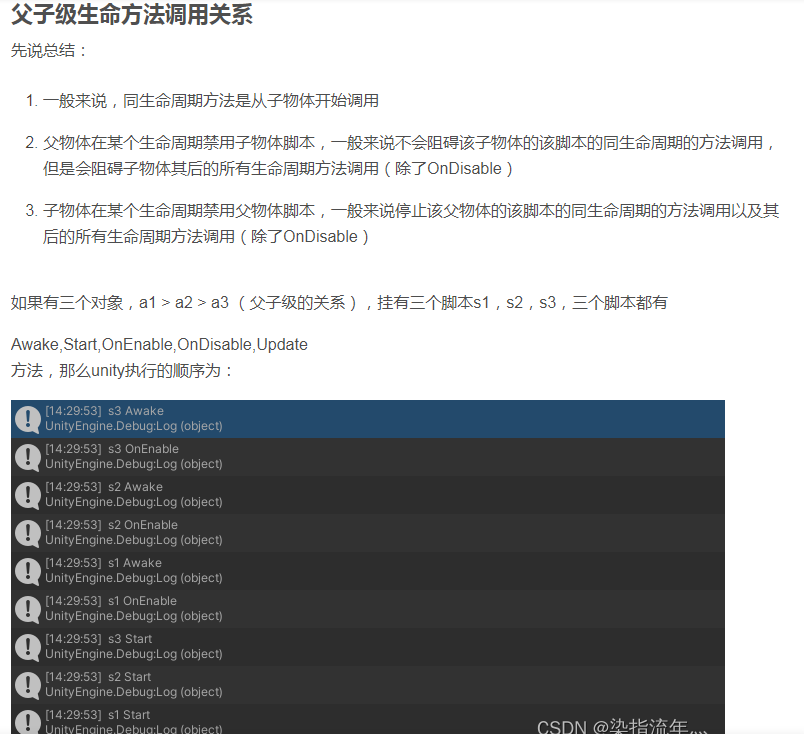 父子级生命方法调用关系
先说总结：
1. 一般来说，同生命周期方法是从子物体开始调用
2. 父物体在某个生命周期禁用子物体脚本，一般来说不会阻碍该子物体的该脚本的同生命周期的方法调用，
但是会阻碍子物体其后的所有生命周期方法调用（除了OnDisable）
3. 子物体在某个生命周期禁用父物体脚本，一般来说停止该父物体的该脚本的同生命周期的方法调用以及其
后的所有生命周期方法调用（除了OnDisable）
如果有三个对象，a1 > a2 > a3 （父子级的关系），挂有三个脚本s1，s2，s3，三个脚本都有
Awake,Start,OnEnable,OnDisable,Update
方法，那么unity执行的顺序为：
[14:29:53] s3 Awake
UnityEngine.Debug:Log (object)
[14:29:53] s3 OnEnable
UnityEngine.Debug:Log (object)
[14:29:53] s2 Awake
UnityEngine.Debug:Log (object)
[14:29:53] s2 OnEnable
UnityEngine.Debug:Log (object)
[14:29:53] s1 Awake
UnityEngine.Debug:Log (object)
[14:29:53] s1 OnEnable
UnityEngine.Debug:Log (object)
[14:29:53] s3 Start
UnityEngine.Debug:Log (object)
[14:29:53] s2 Start
UnityEngine.Debug:Log (object)
[14:29:53] s1 Start
UnityEngine.Debug:Log (object)
CSDN @染指流年灬